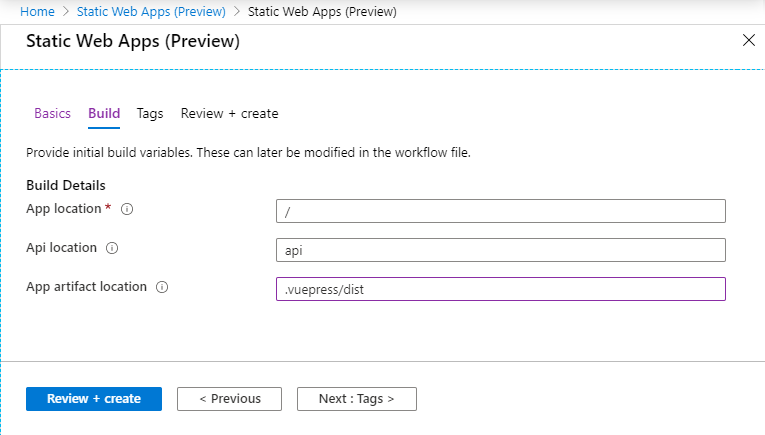 Home > Static Web Apps (Preview) > Static Web Apps (Preview)
Static Web Apps (Preview)
Basics Build Tags Review + create
Provide initial build variables. These can later be modified in the workflow file.
Build Details
App location * /
Api location api
App artifact location .vuepress/dist
Review + create < Previous Next : Tags >